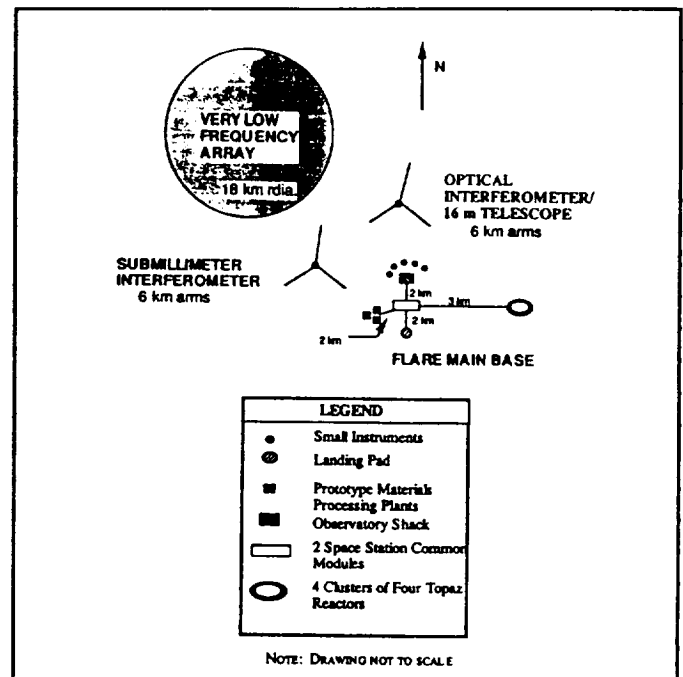 N
VERY LOW
FREQUENCY
ARRAY
18 km rdia.
OPTICAL
INTERFEROMETER/
16 m TELESCOPE
6 km arms
SUBMILLIMETER
INTERFEROMETER
6 km arms
2 km
3 km
2 km
2 km
FLARE MAIN BASE
LEGEND
Small Instruments
Landing Pad
Prototype Materials
Processing Plants
Observatory Shack
2 Space Station Common
Modules
4 Clusters of Four Topaz
Reactors
NOTE: DRAWING NOT TO SCALE